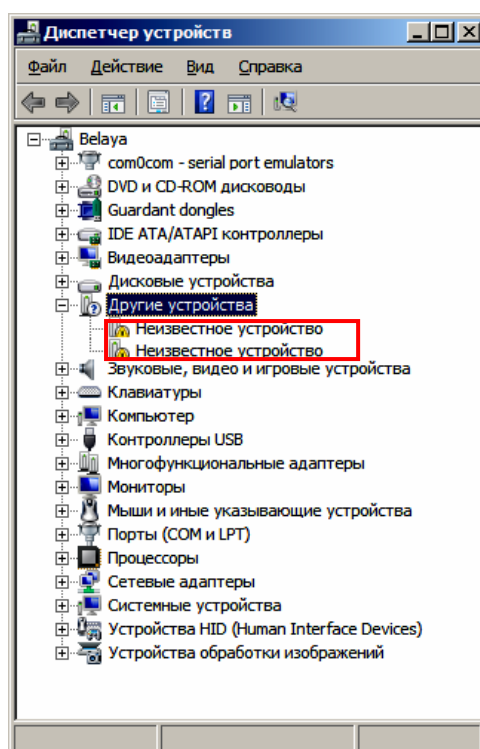 Диспетчер устройств
Файл Действие Вид Справка
Belaya
com0com - serial port emulators
DVD и CD-ROM дисководы
Guardant dongles
IDE ATA/ATAPI контроллеры
Видеоадаптеры
Дисковые устройства
Другие устройства
Неизвестное устройство
Неизвестное устройство
Звуковые, видео и игровые устройства
Клавиатуры
Компьютер
Контроллеры USB
Многофункциональные адаптеры
Мониторы
Мыши и иные указывающие устройства
Порты (COM и LPT)
Процессоры
Сетевые адаптеры
Системные устройства
Устройства HID (Human Interface Devices)
Устройства обработки изображений